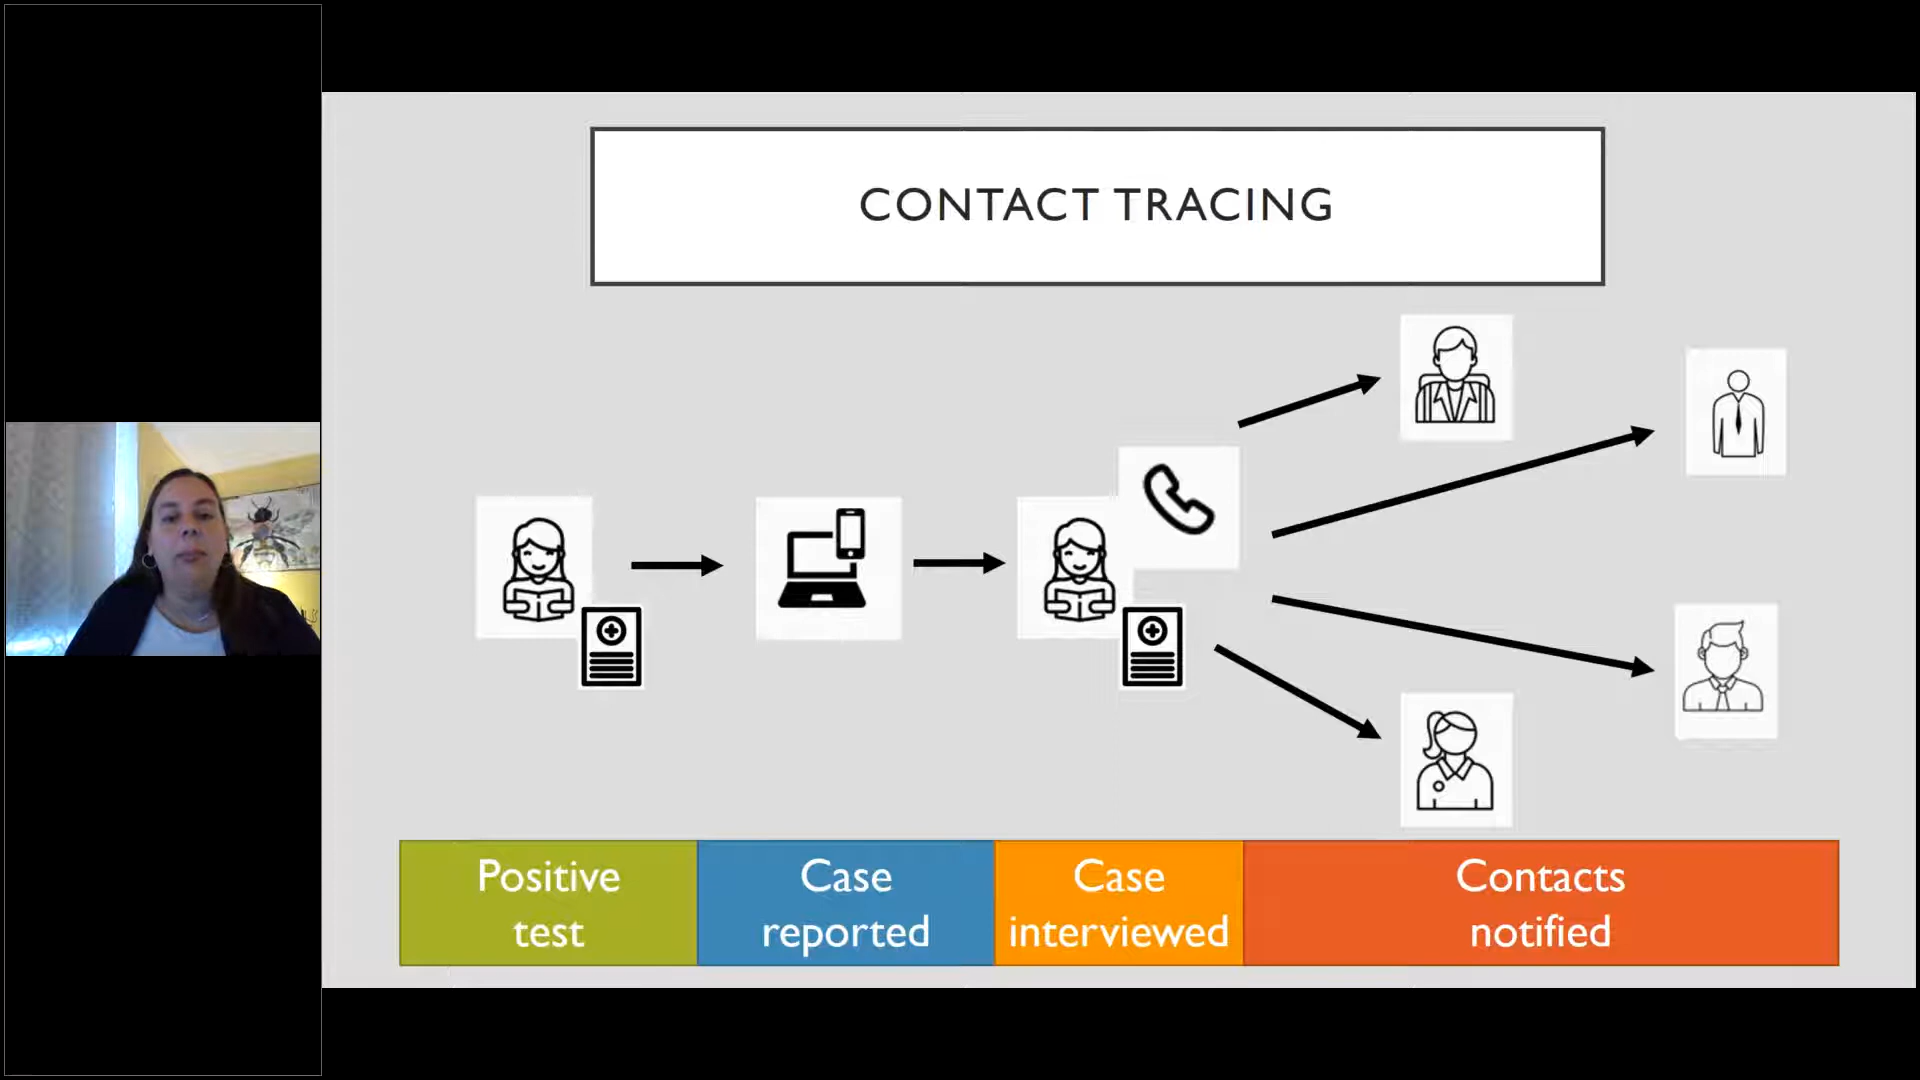 CONTACT TRACING
Positive
test
Case
reported
Case
interviewed
Contacts
notified